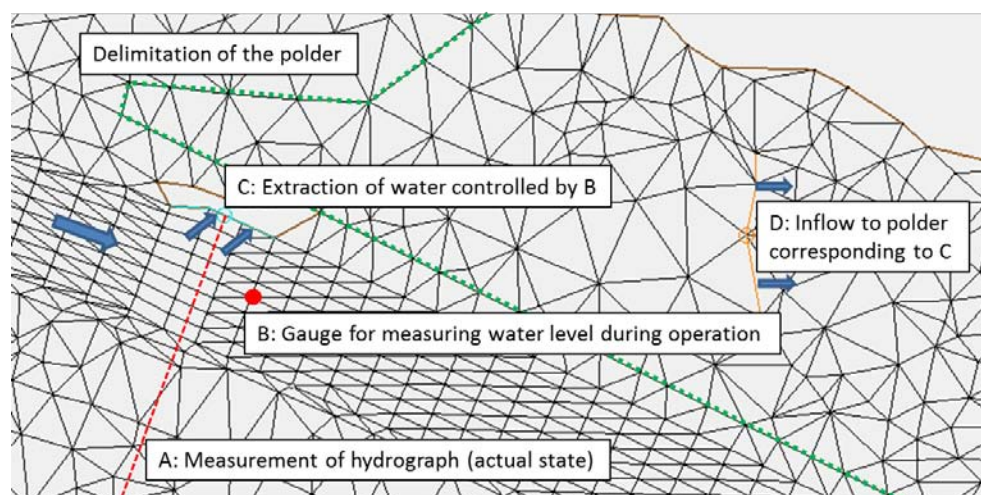 Delimitation of the polder
C: Extraction of water controlled by B
D: Inflow to polder
corresponding to C
B: Gauge for measuring water level during operation
A: Measurement of hydrograph (actual state)